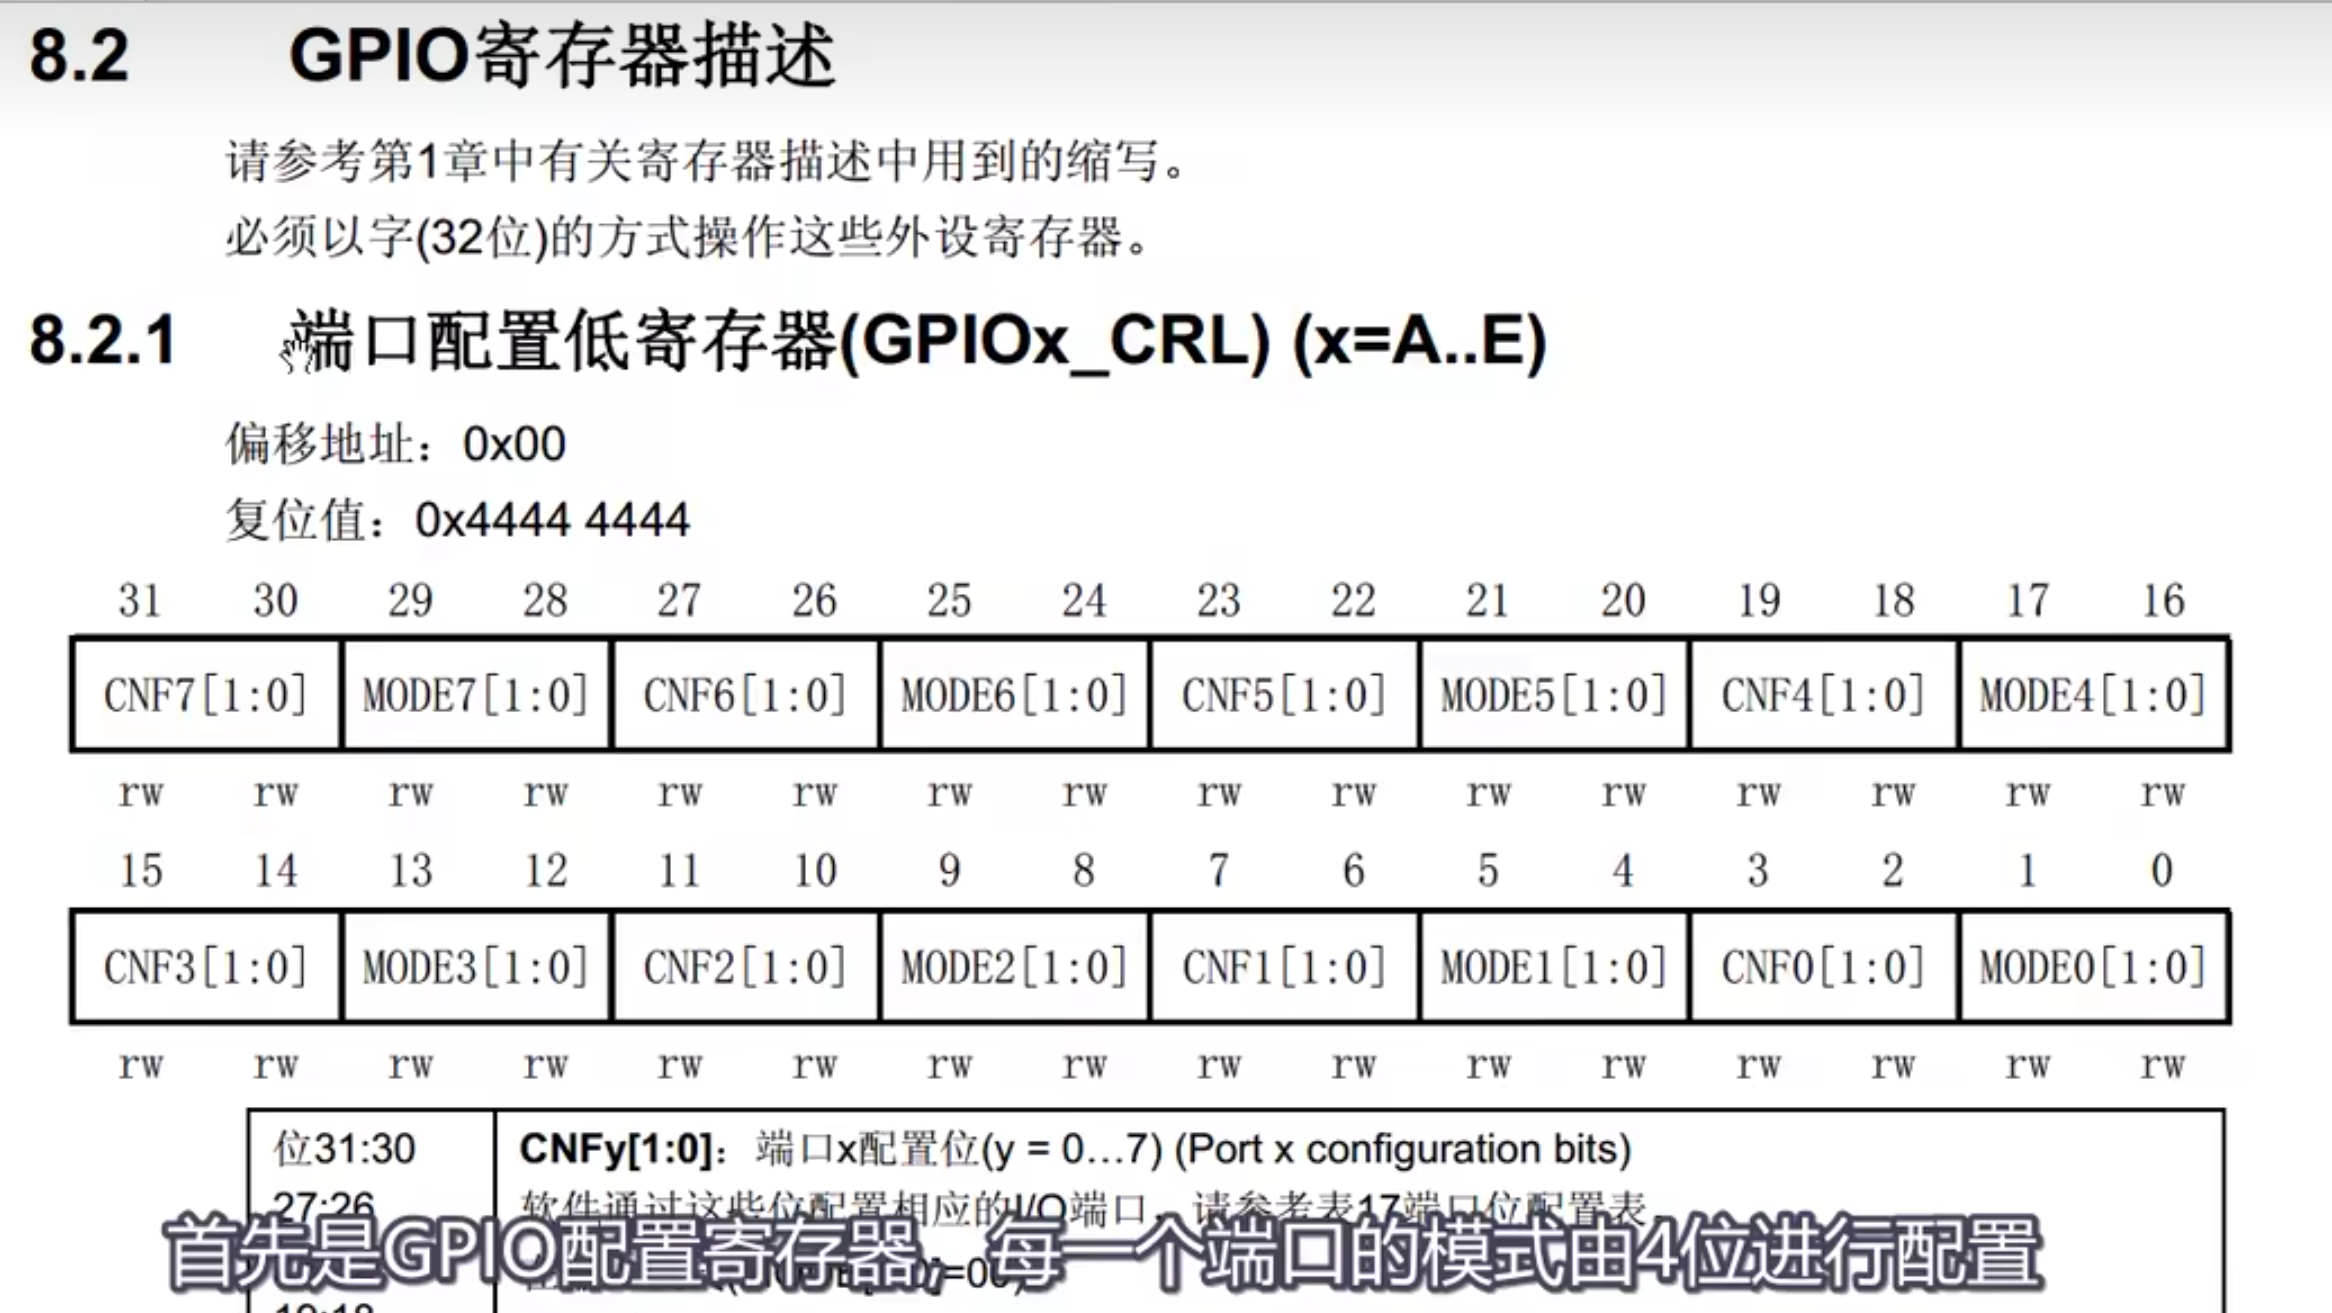 8.2 GPIO寄存器描述
请参考第1章中有关寄存器描述中用到的缩写。
必须以字(32位)的方式操作这些外设寄存器。
8.2.1 端口配置低寄存器(GPIOx_CRL) (x=A..E)
偏移地址：0x00
复位值：0x4444 4444
31 30 29 28 27 26 25 24 23 22 21 20 19 18 17 16
CNF7[1:0] MODE7[1:0] CNF6[1:0] MODE6[1:0] CNF5[1:0] MODE5[1:0] CNF4[1:0] MODE4[1:0]
rw rw rw rw rw rw rw rw rw rw rw rw rw rw rw rw
15 14 13 12 11 10 9 8 7 6 5 4 3 2 1 0
CNF3[1:0] MODE3[1:0] CNF2[1:0] MODE2[1:0] CNF1[1:0] MODE1[1:0] CNF0[1:0] MODE0[1:0]
rw rw rw rw rw rw rw rw rw rw rw rw rw rw rw rw
位31:30 CNFy[1:0]：端口x配置位(y = 0…7) (Port x configuration bits)
27:26 软件通过这些位配置相应的I/O端口，请参考表17端口位配置表。
首先是GPIO配置寄存器，每一个端口的模式由4位进行配置
19:18